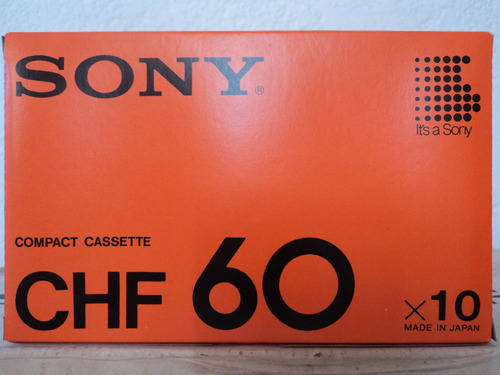 SONY®
It's a Sony
COMPACT CASSETTE
CHF 60
×10
MADE IN JAPAN